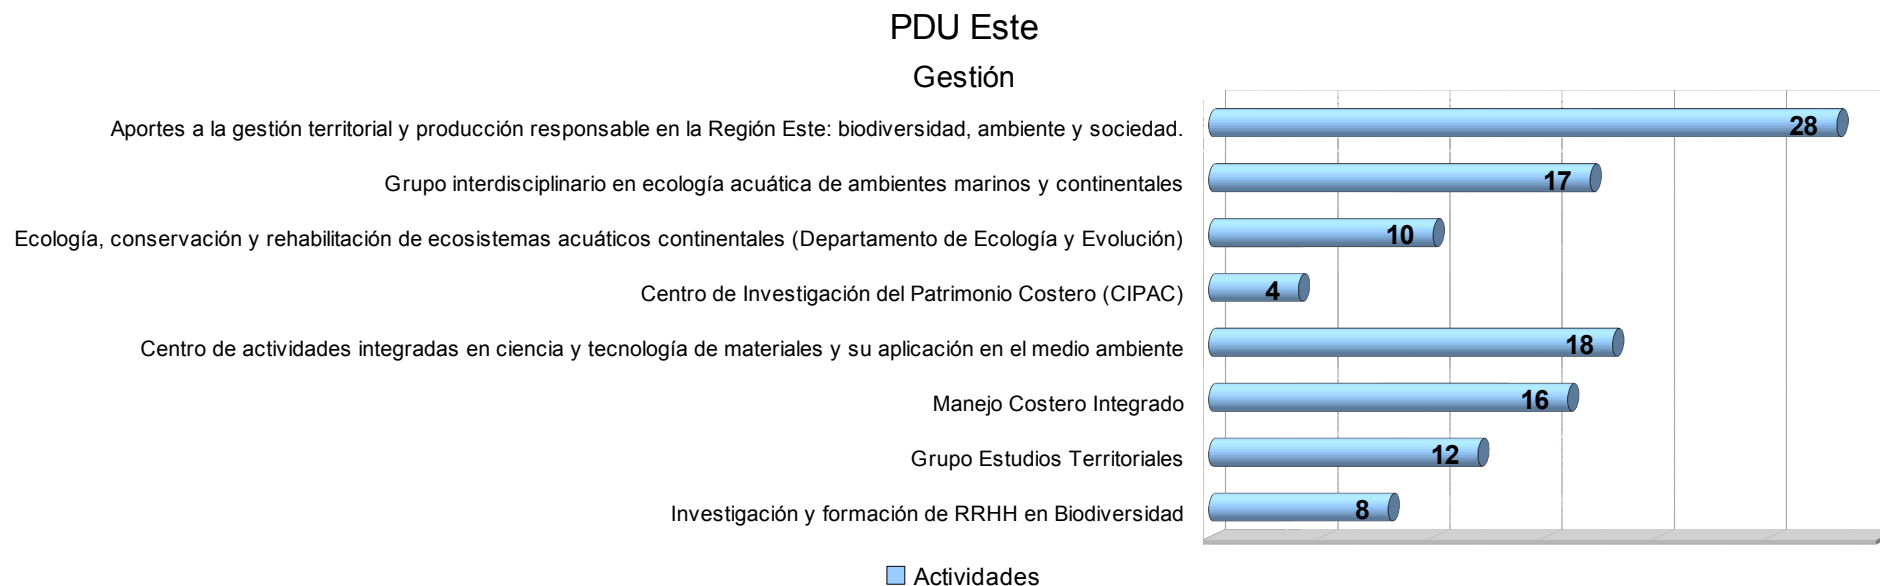 PDU Este
Gestión
Aportes a la gestión territorial y producción responsable en la Región Este: biodiversidad, ambiente y sociedad.
28
Grupo interdisciplinario en ecología acuática de ambientes marinos y continentales
17
Ecología, conservación y rehabilitación de ecosistemas acuáticos continentales (Departamento de Ecología y Evolución)
10
Centro de Investigación del Patrimonio Costero (CIPAC)
4
Centro de actividades integradas en ciencia y tecnología de materiales y su aplicación en el medio ambiente
18
Manejo Costero Integrado
16
Grupo Estudios Territoriales
12
Investigación y formación de RRHH en Biodiversidad
8
Actividades